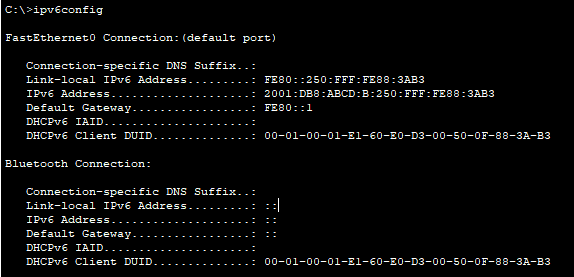 C:\>ipv6config
FastEthernet0 Connection:(default port)
Connection-specific DNS Suffix..:
Link-local IPv6 Address.........: FE80::250:FFF:FE88:3AB3
IPv6 Address....................: 2001:DB8:ABCD:B:250:FFF:FE88:3AB3
Default Gateway.................: FE80::1
DHCPv6 IAID.....................:
DHCPv6 Client DUID..............: 00-01-00-01-E1-60-E0-D3-00-50-0F-88-3A-B3
Bluetooth Connection:
Connection-specific DNS Suffix..:
Link-local IPv6 Address.........: ::
IPv6 Address....................: ::
Default Gateway.................: ::
DHCPv6 IAID.....................:
DHCPv6 Client DUID..............: 00-01-00-01-E1-60-E0-D3-00-50-0F-88-3A-B3